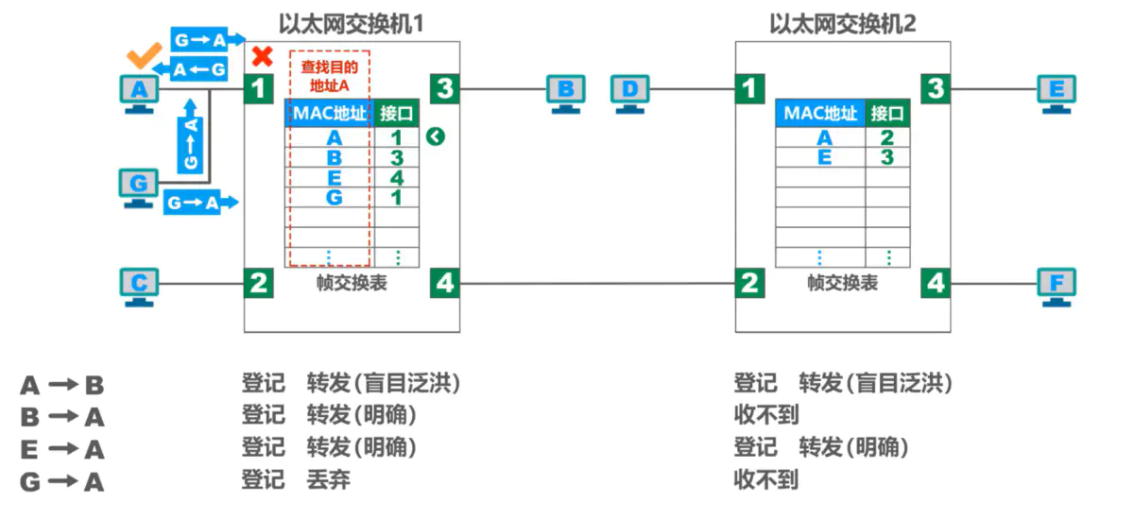 以太网交换机1
以太网交换机2
G→A
A←G
查找目的
地址A
A
1
3
B
D
1
3
E
MAC地址 接口
A 1
B 3
E 4
G 1
⋮ ⋮
MAC地址 接口
A 2
E 3
⋮ ⋮
G→A
G
G→A
C
2
帧交换表
4
2
帧交换表
4
F
A→B 登记 转发(盲目泛洪) 登记 转发(盲目泛洪)
B→A 登记 转发(明确) 收不到
E→A 登记 转发(明确) 登记 转发(明确)
G→A 登记 丢弃 收不到